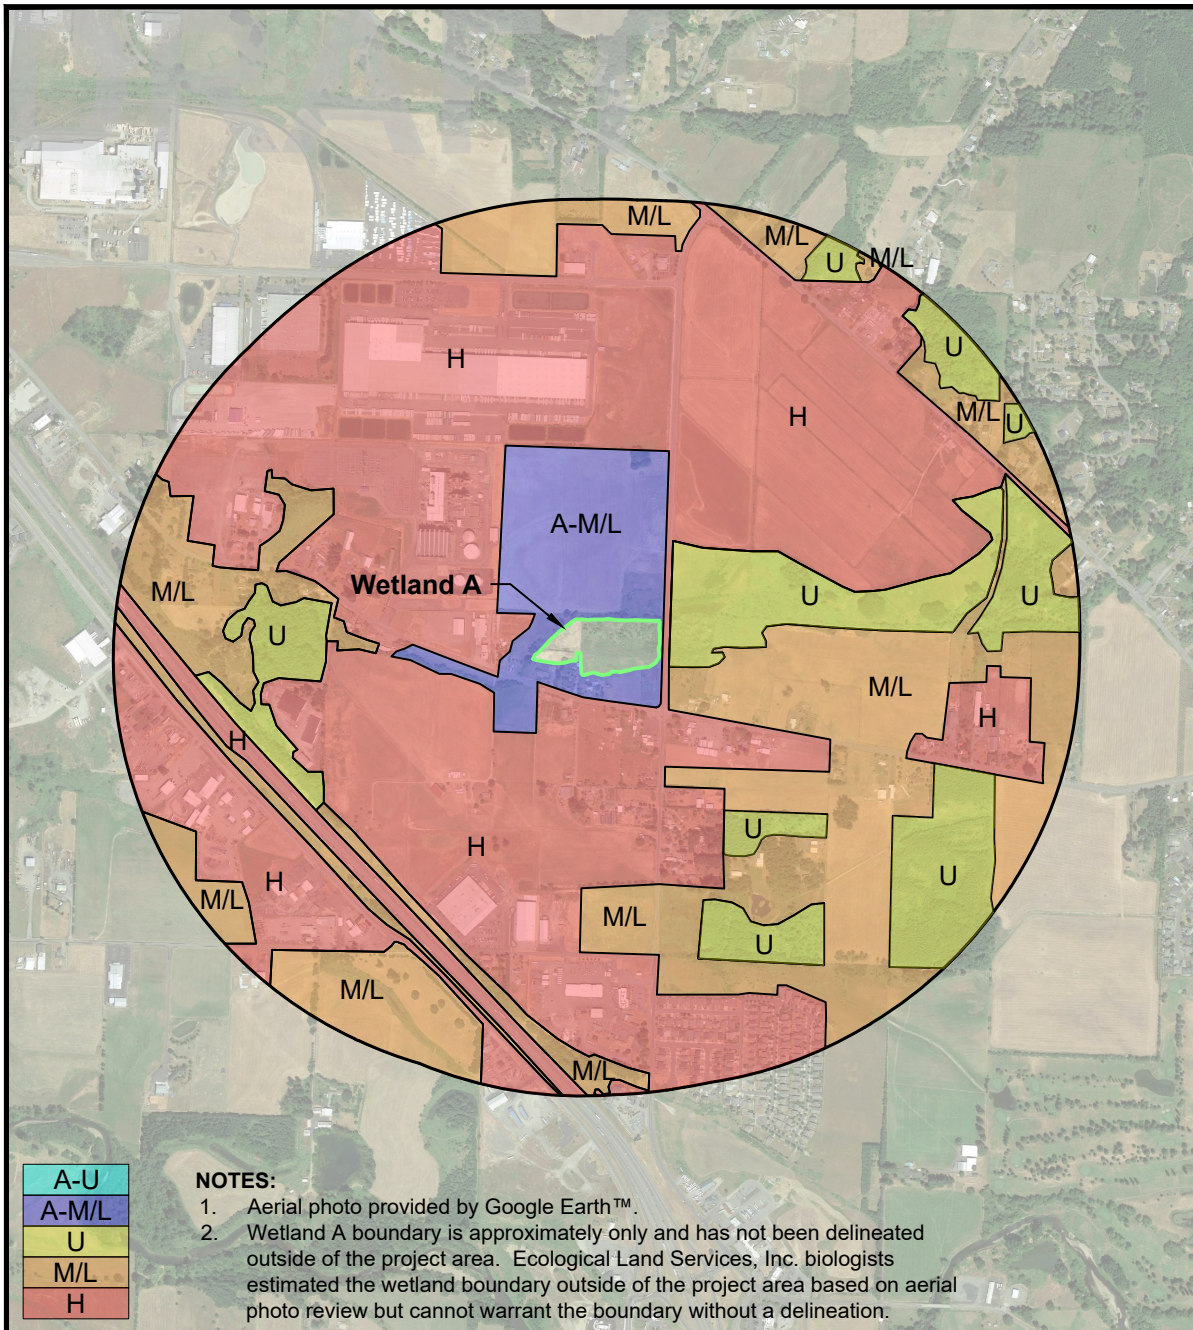 M/L
M/L
U
M/L
U
H
M/L
U
H
A-M/L
Wetland A
M/L
U
U
U
M/L
H
H
U
H
U
H
M/L
M/L
U
U
M/L
M/L
A-U
A-M/L
U
M/L
H
NOTES:
1. Aerial photo provided by Google Earth™.
2. Wetland A boundary is approximately only and has not been delineated
outside of the project area. Ecological Land Services, Inc. biologists
estimated the wetland boundary outside of the project area based on aerial
photo review but cannot warrant the boundary without a delineation.